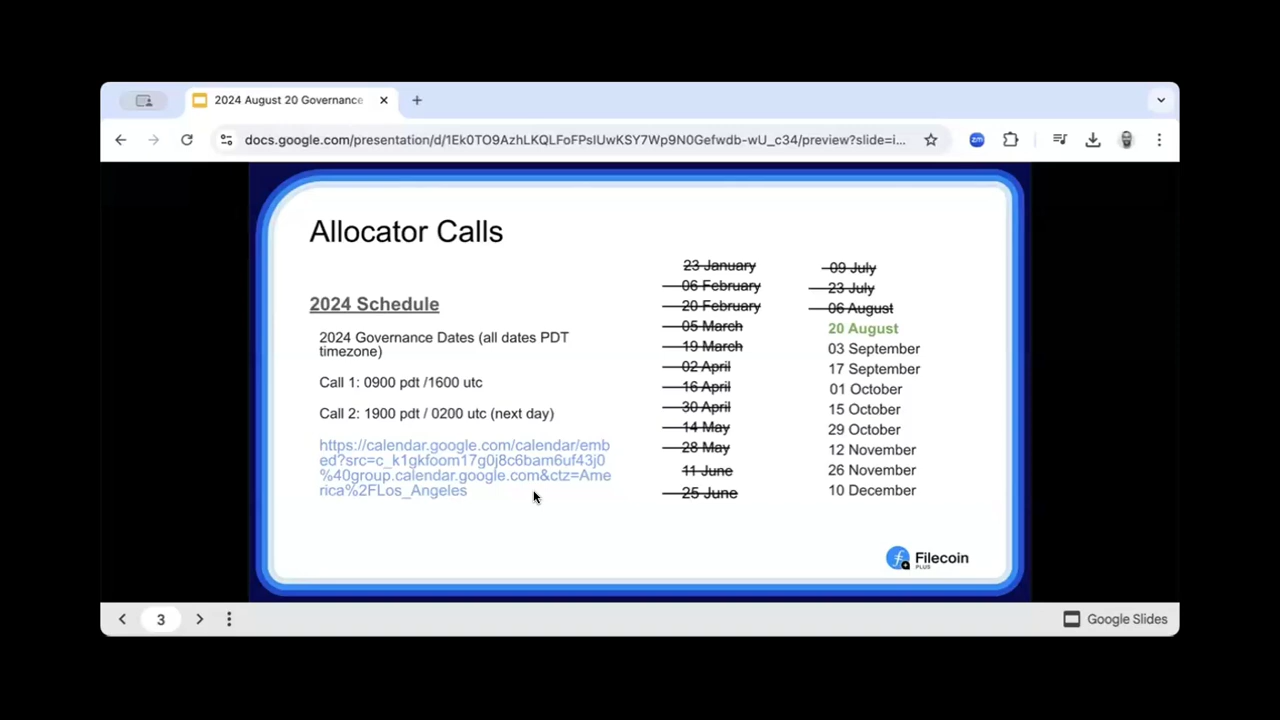 2024 August 20 Governance
docs.google.com/presentation/d/1Ek0TO9AzhLKQLFoFPsIUwKSY7Wp9N0Gefwdb-wU_c34/preview?slide=i...
zm
Allocator Calls
2024 Schedule
2024 Governance Dates (all dates PDT
timezone)
Call 1: 0900 pdt /1600 utc
Call 2: 1900 pdt / 0200 utc (next day)
https://calendar.google.com/calendar/emb
ed?src=c_k1gkfoom17g0j8c6bam6uf43j0
%40group.calendar.google.com&ctz=Ame
rica%2FLos_Angeles
23 January
06 February
20 February
05 March
19 March
02 April
16 April
30 April
14 May
28 May
11 June
25 June
09 July
23 July
06 August
20 August
03 September
17 September
01 October
15 October
29 October
12 November
26 November
10 December
Filecoin
PLUS
3
Google Slides